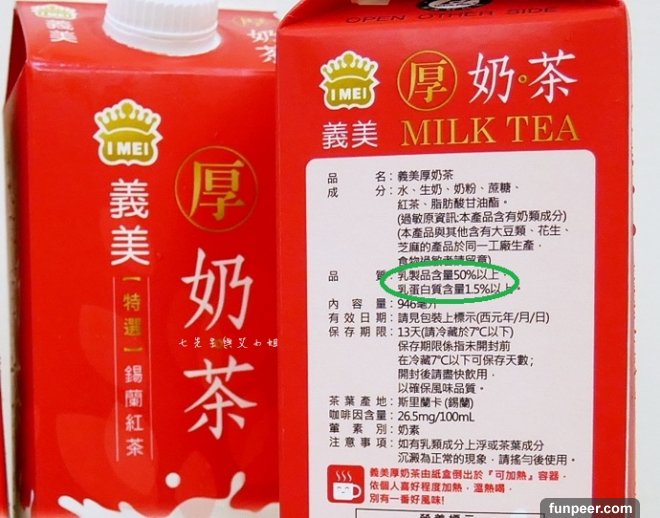 OPEN OTHER SIDE
I MEI
義美
厚奶茶
MILK TEA
品名：義美厚奶茶
成分：水、生奶、奶粉、蔗糖、
紅茶、脂肪酸甘油酯。
(過敏原資訊:本產品含有奶類成分)
(本產品與其他含有大豆類、花生、
芝麻的產品於同一工廠生產，
食物過敏者請留意)
品質：乳製品含量50%以上，
乳蛋白質含量1.5%以上。
內容量：946毫升
有效日期：請見包裝上標示(西元年/月/日)
保存期限：13天(請冷藏於7°C以下)
保存期限係指未開封前
在冷藏7°C以下可保存天數；
開封後請盡快飲用，
以確保風味品質。
茶葉產地：斯里蘭卡(錫蘭)
咖啡因含量：26.5mg/100mL
葷素別：奶素
注意事項：如有乳類成分上浮或茶葉成分
沉澱為正常的現象，請搖勻後使用。
義美厚奶茶由紙盒倒出於『可加熱』容器，
依個人喜好程度加熱，溫熱喝，
別有一番好風味!
I MEI
義美
【特選】錫蘭紅茶
厚奶茶
funpeer.com